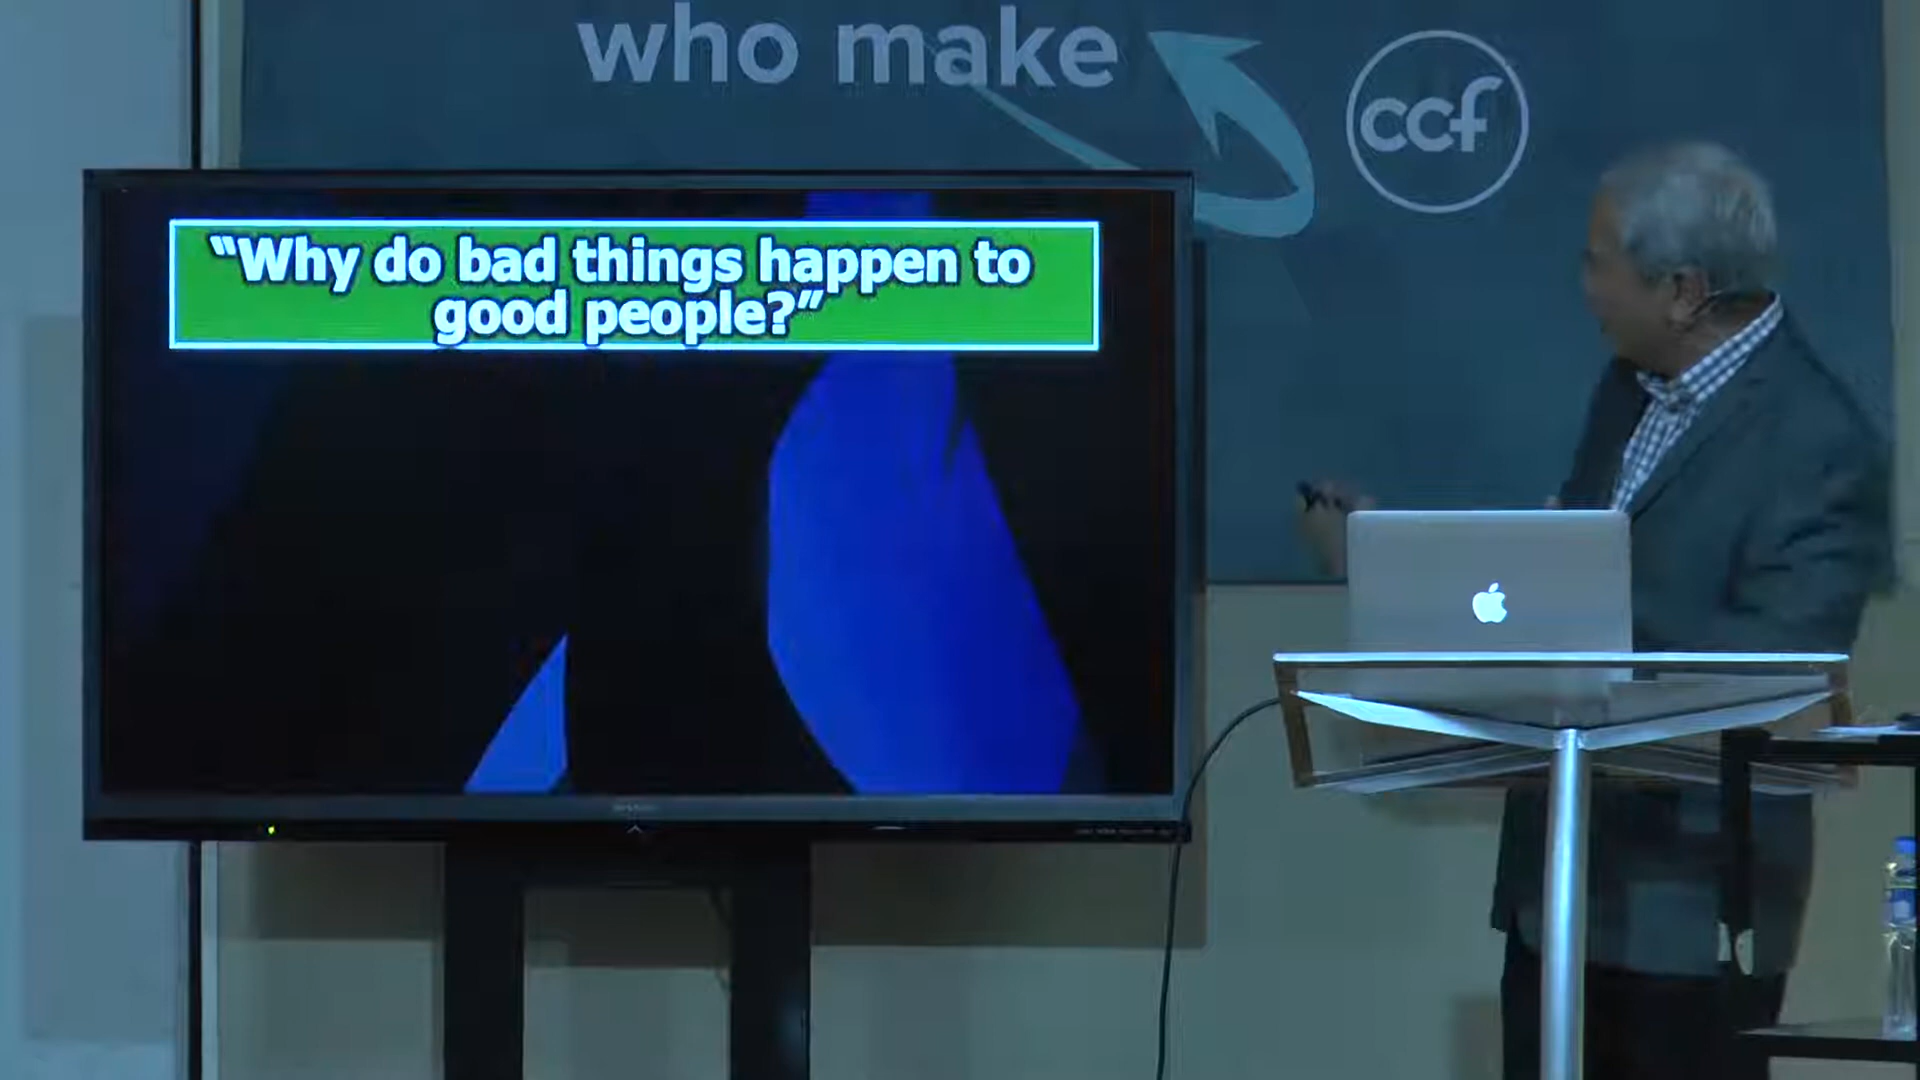 who make
ccf
“Why do bad things happen to
good people?”